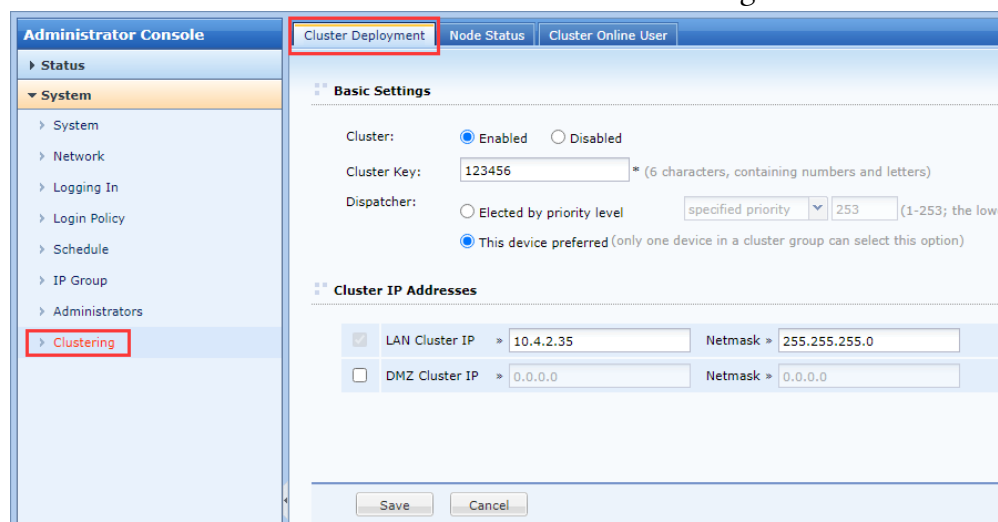 Administrator Console
Status
System
System
Network
Logging In
Login Policy
Schedule
IP Group
Administrators
Clustering
Cluster Deployment Node Status Cluster Online User
Basic Settings
Cluster: Enabled Disabled
Cluster Key: 123456 * (6 characters, containing numbers and letters)
Dispatcher: Elected by priority level specified priority 253 (1-253; the low
This device preferred (only one device in a cluster group can select this option)
Cluster IP Addresses
LAN Cluster IP » 10.4.2.35 Netmask » 255.255.255.0
DMZ Cluster IP » 0.0.0.0 Netmask » 0.0.0.0
Save Cancel